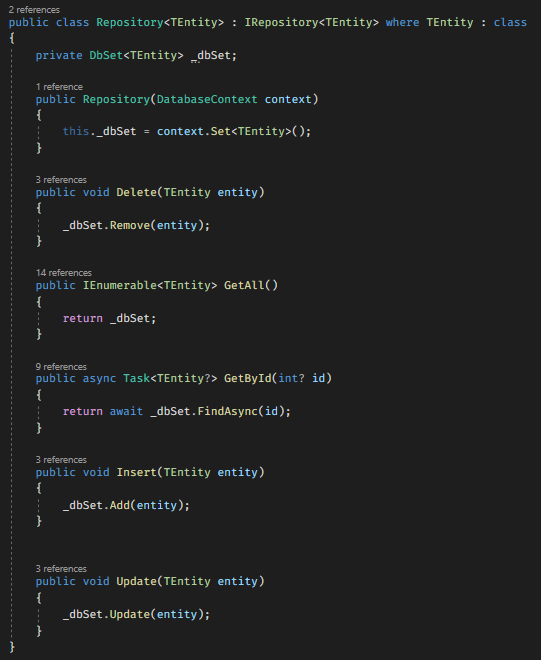 2 references
public class Repository<TEntity> : IRepository<TEntity> where TEntity : class
{
private DbSet<TEntity> _dbSet;
1 reference
public Repository(DatabaseContext context)
{
this._dbSet = context.Set<TEntity>();
}
3 references
public void Delete(TEntity entity)
{
_dbSet.Remove(entity);
}
14 references
public IEnumerable<TEntity> GetAll()
{
return _dbSet;
}
9 references
public async Task<TEntity?> GetById(int? id)
{
return await _dbSet.FindAsync(id);
}
3 references
public void Insert(TEntity entity)
{
_dbSet.Add(entity);
}
3 references
public void Update(TEntity entity)
{
_dbSet.Update(entity);
}
}